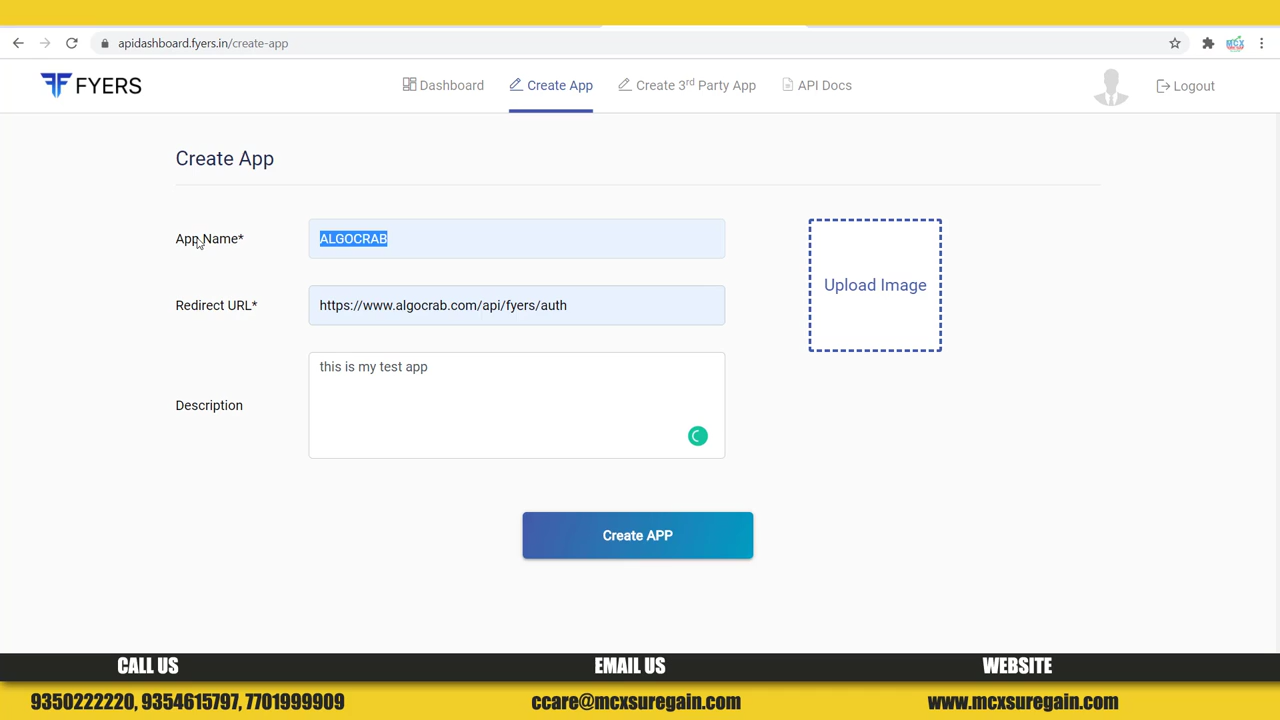 apidashboard.fyers.in/create-app
MCX
FYERS
Dashboard
Create App
Create 3rd Party App
API Docs
Logout
Create App
App Name*
ALGOCRAB
Redirect URL*
https://www.algocrab.com/api/fyers/auth
Description
this is my test app
Upload Image
Create APP
CALL US
EMAIL US
WEBSITE
9350222220, 9354615797, 7701999909
ccare@mcxsuregain.com
www.mcxsuregain.com